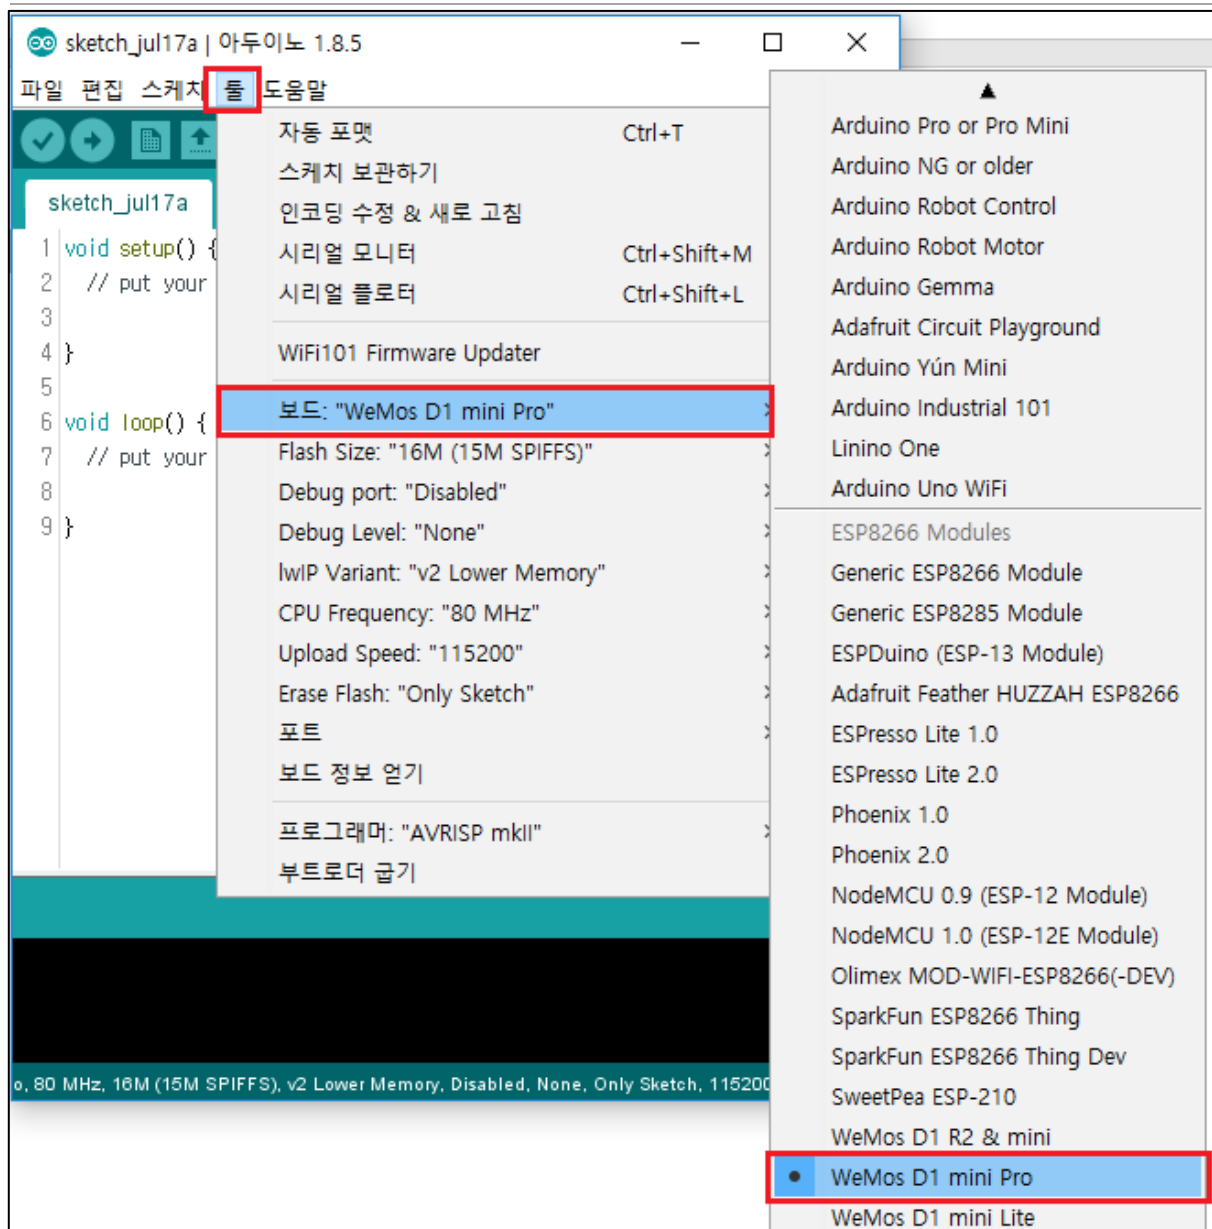 sketch_jul17a | 아두이노 1.8.5
파일 편집 스케치 툴 도움말
sketch_jul17a
1 void setup() {
2 // put your
3
4 }
5
6 void loop() {
7 // put your
8
9 }
자동 포맷 Ctrl+T
스케치 보관하기
인코딩 수정 & 새로 고침
시리얼 모니터 Ctrl+Shift+M
시리얼 플로터 Ctrl+Shift+L
WiFi101 Firmware Updater
보드: "WeMos D1 mini Pro"
Flash Size: "16M (15M SPIFFS)"
Debug port: "Disabled"
Debug Level: "None"
lwIP Variant: "v2 Lower Memory"
CPU Frequency: "80 MHz"
Upload Speed: "115200"
Erase Flash: "Only Sketch"
포트
보드 정보 얻기
프로그래머: "AVRISP mkII"
부트로더 굽기
Arduino Pro or Pro Mini
Arduino NG or older
Arduino Robot Control
Arduino Robot Motor
Arduino Gemma
Adafruit Circuit Playground
Arduino Yún Mini
Arduino Industrial 101
Linino One
Arduino Uno WiFi
ESP8266 Modules
Generic ESP8266 Module
Generic ESP8285 Module
ESPDuino (ESP-13 Module)
Adafruit Feather HUZZAH ESP8266
ESPresso Lite 1.0
ESPresso Lite 2.0
Phoenix 1.0
Phoenix 2.0
NodeMCU 0.9 (ESP-12 Module)
NodeMCU 1.0 (ESP-12E Module)
Olimex MOD-WIFI-ESP8266(-DEV)
SparkFun ESP8266 Thing
SparkFun ESP8266 Thing Dev
SweetPea ESP-210
WeMos D1 R2 & mini
WeMos D1 mini Pro
WeMos D1 mini Lite
o, 80 MHz, 16M (15M SPIFFS), v2 Lower Memory, Disabled, None, Only Sketch, 115200